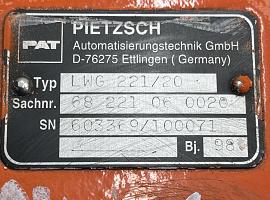 PIETZSCH
PAT
Automatisierungstechnik GmbH
D-76275 Ettlingen ( Germany)
Typ LWG 221/20
Sachnr. 68 221 06 0020
SN 603369/100071
Bj. 98